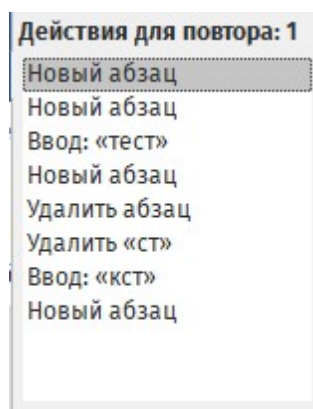 Действия для повтора: 1
Новый абзац
Новый абзац
Ввод: «тест»
Новый абзац
Удалить абзац
Удалить «ст»
Ввод: «кст»
Новый абзац